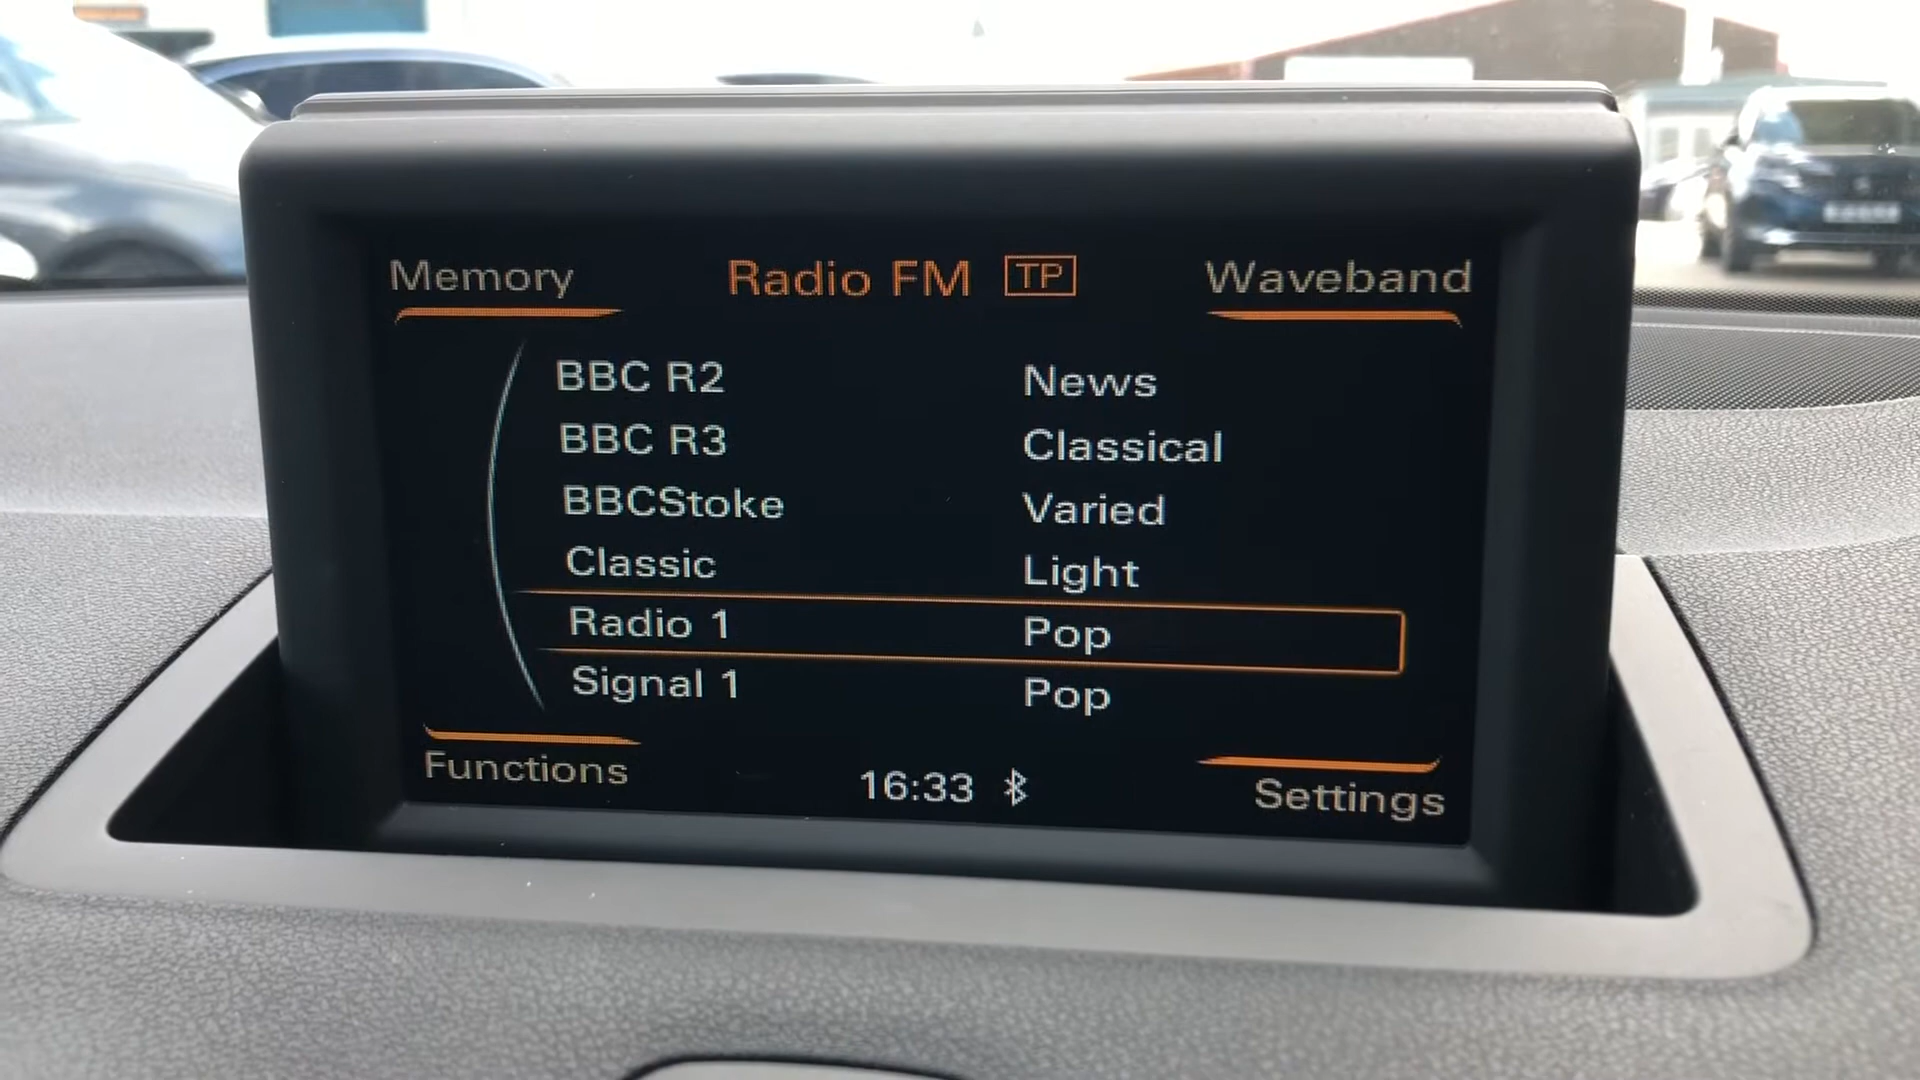 Memory Radio FM TP Waveband
BBC R2 News
BBC R3 Classical
BBCStoke Varied
Classic Light
Radio 1 Pop
Signal 1 Pop
Functions 16:33 Settings